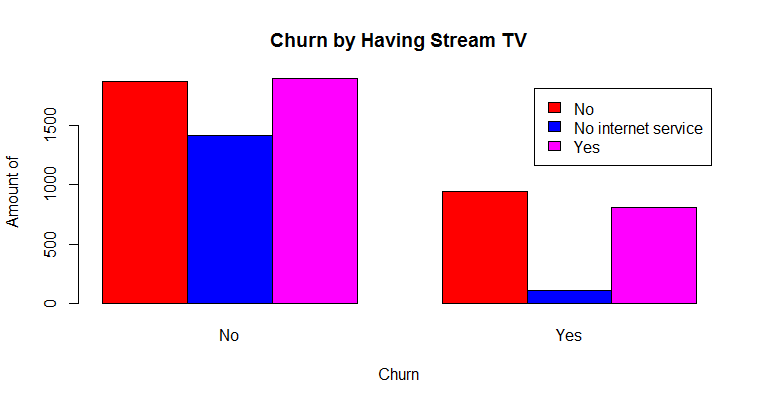 Churn by Having Stream TV
No
No internet service
Yes
Amount of
1500
1000
500
0
No
Yes
Churn